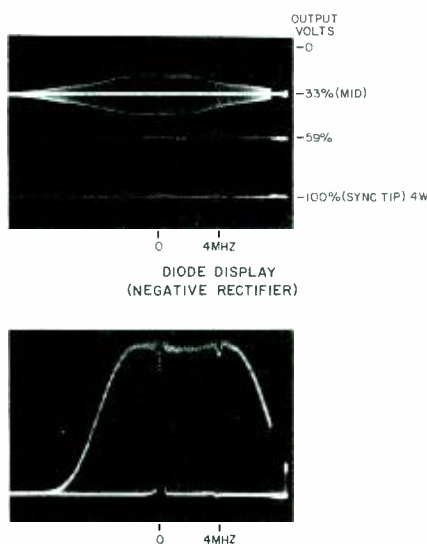 OUTPUT
VOLTS
-0
-33% (MID)
-59%
-100% (SYNC TIP) 4W
0 4MHZ
DIODE DISPLAY
(NEGATIVE RECTIFIER)
0 4MHZ